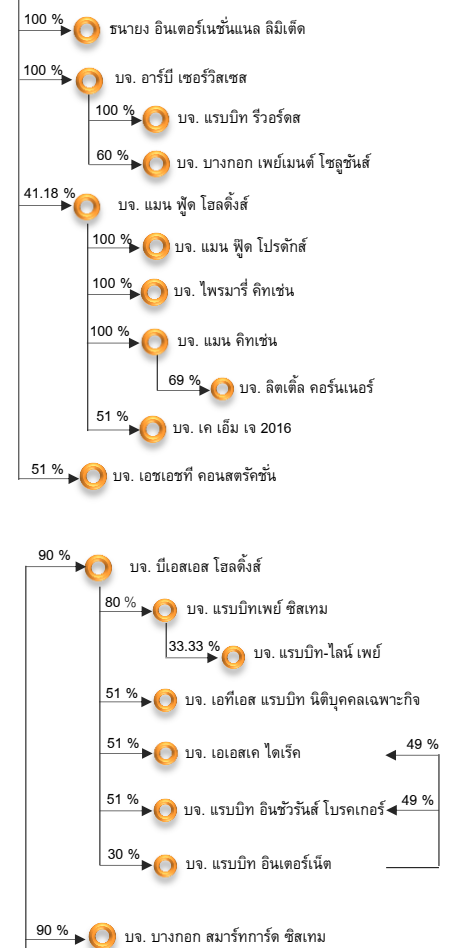 100 % ธนายง อินเตอร์เนชั่นแนล ลิมิเต็ด
100 % บจ. อาร์บี เซอร์วิสเซส
100 % บจ. แรบบิท รีวอร์ดส
60 % บจ. บางกอก เพย์เมนต์ โซลูชันส์
41.18 % บจ. แมน ฟู้ด โฮลดิ้งส์
100 % บจ. แมน ฟู๊ด โปรดักส์
100 % บจ. ไพรมารี่ คิทเช่น
100 % บจ. แมน คิทเช่น
69 % บจ. ลิตเติ้ล คอร์นเนอร์
51 % บจ. เค เอ็ม เจ 2016
51 % บจ. เอชเอชที คอนสตรัคชั่น
90 % บจ. บีเอสเอส โฮลดิ้งส์
80 % บจ. แรบบิทเพย์ ซิสเทม
33.33 % บจ. แรบบิท-ไลน์ เพย์
51 % บจ. เอทีเอส แรบบิท นิติบุคคลเฉพาะกิจ
51 % บจ. เอเอสเค ไดเร็ค 49 %
51 % บจ. แรบบิท อินชัวรันส์ โบรคเกอร์ 49 %
30 % บจ. แรบบิท อินเตอร์เน็ต
90 % บจ. บางกอก สมาร์ทการ์ด ซิสเทม